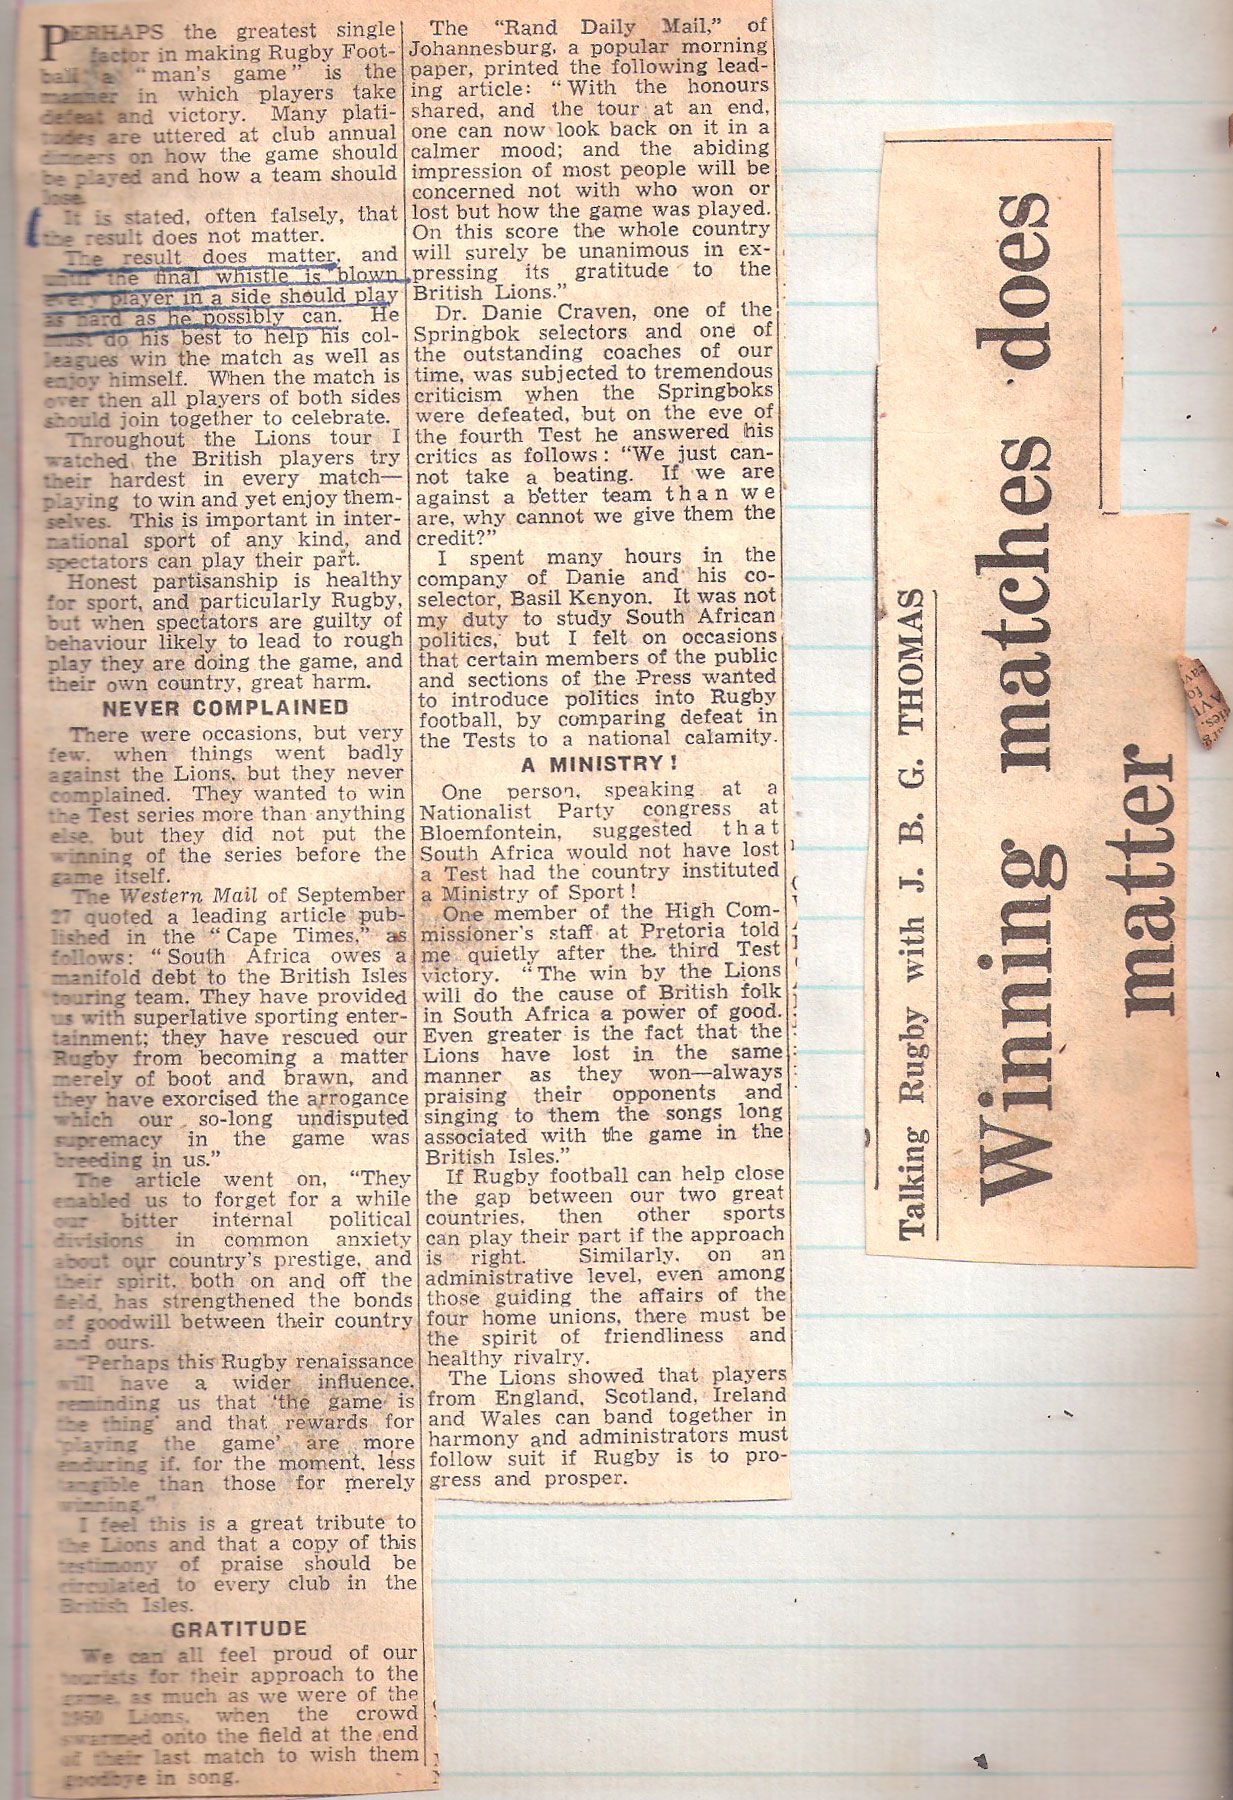 Talking Rugby with J. B. G. THOMAS
Winning matches does
matter
PERHAPS the greatest single
factor in making Rugby Foot-
ball a "man's game" is the
manner in which players take
defeat and victory. Many plati-
tudes are uttered at club annual
dinners on how the game should
be played and how a team should
lose.
It is stated, often falsely, that
the result does not matter.
The result does matter, and
until the final whistle is blown
every player in a side should play
as hard as he possibly can. He
must do his best to help his col-
leagues win the match as well as
enjoy himself. When the match is
over then all players of both sides
should join together to celebrate.
Throughout the Lions tour I
watched the British players try
their hardest in every match—
playing to win and yet enjoy them-
selves. This is important in inter-
national sport of any kind, and
spectators can play their part.
Honest partisanship is healthy
for sport, and particularly Rugby,
but when spectators are guilty of
behaviour likely to lead to rough
play they are doing the game, and
their own country, great harm.
NEVER COMPLAINED
There were occasions, but very
few, when things went badly
against the Lions, but they never
complained. They wanted to win
the Test series more than anything
else, but they did not put the
winning of the series before the
game itself.
The Western Mail of September
27 quoted a leading article pub-
lished in the "Cape Times," as
follows: "South Africa owes a
manifold debt to the British Isles
touring team. They have provided
us with superlative sporting enter-
tainment; they have rescued our
Rugby from becoming a matter
merely of boot and brawn, and
they have exorcised the arrogance
which our so-long undisputed
supremacy in the game was
breeding in us."
The article went on, "They
enabled us to forget for a while
our bitter internal political
divisions in common anxiety
about our country's prestige, and
their spirit, both on and off the
field, has strengthened the bonds
of goodwill between their country
and ours.
"Perhaps this Rugby renaissance
will have a wider influence,
reminding us that 'the game is
the thing' and that rewards for
'playing the game' are more
enduring if, for the moment, less
tangible than those for merely
winning."
I feel this is a great tribute to
the Lions and that a copy of this
testimony of praise should be
circulated to every club in the
British Isles.
GRATITUDE
We can all feel proud of our
tourists for their approach to the
game, as much as we were of the
1950 Lions, when the crowd
swarmed onto the field at the end
of their last match to wish them
goodbye in song.
The "Rand Daily Mail," of
Johannesburg, a popular morning
paper, printed the following lead-
ing article: "With the honours
shared, and the tour at an end,
one can now look back on it in a
calmer mood; and the abiding
impression of most people will be
concerned not with who won or
lost but how the game was played.
On this score the whole country
will surely be unanimous in ex-
pressing its gratitude to the
British Lions."
Dr. Danie Craven, one of the
Springbok selectors and one of
the outstanding coaches of our
time, was subjected to tremendous
criticism when the Springboks
were defeated, but on the eve of
the fourth Test he answered his
critics as follows: "We just can-
not take a beating. If we are
against a better team than we
are, why cannot we give them the
credit?"
I spent many hours in the
company of Danie and his co-
selector, Basil Kenyon. It was not
my duty to study South African
politics, but I felt on occasions
that certain members of the public
and sections of the Press wanted
to introduce politics into Rugby
football, by comparing defeat in
the Tests to a national calamity.
A MINISTRY!
One person, speaking at a
Nationalist Party congress at
Bloemfontein, suggested that
South Africa would not have lost
a Test had the country instituted
a Ministry of Sport!
One member of the High Com-
missioner's staff at Pretoria told
me quietly after the third Test
victory. "The win by the Lions
will do the cause of British folk
in South Africa a power of good.
Even greater is the fact that the
Lions have lost in the same
manner as they won—always
praising their opponents and
singing to them the songs long
associated with the game in the
British Isles."
If Rugby football can help close
the gap between our two great
countries, then other sports
can play their part if the approach
is right. Similarly, on an
administrative level, even among
those guiding the affairs of the
four home unions, there must be
the spirit of friendliness and
healthy rivalry.
The Lions showed that players
from England, Scotland, Ireland
and Wales can band together in
harmony and administrators must
follow suit if Rugby is to pro-
gress and prosper.